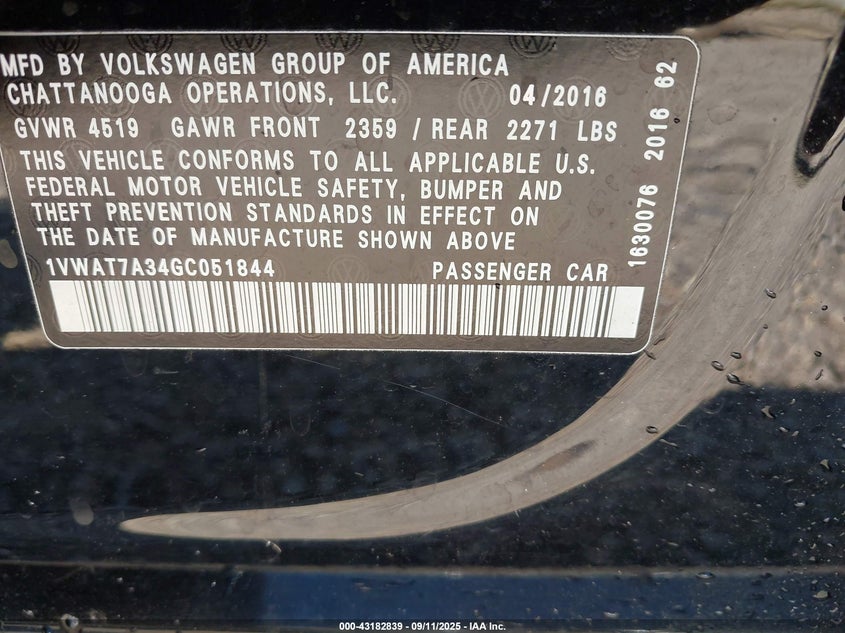 MFD BY VOLKSWAGEN GROUP OF AMERICA
CHATTANOOGA OPERATIONS, LLC. 04/2016
GVWR 4519 GAWR FRONT 2359 / REAR 2271 LBS
THIS VEHICLE CONFORMS TO ALL APPLICABLE U.S.
FEDERAL MOTOR VEHICLE SAFETY, BUMPER AND
THEFT PREVENTION STANDARDS IN EFFECT ON
THE DATE OF MANUFACTURE SHOWN ABOVE
1VWAT7A34GC051844 PASSENGER CAR
1630076 2016 62
000-43182839 - 09/11/2025 - IAA Inc.